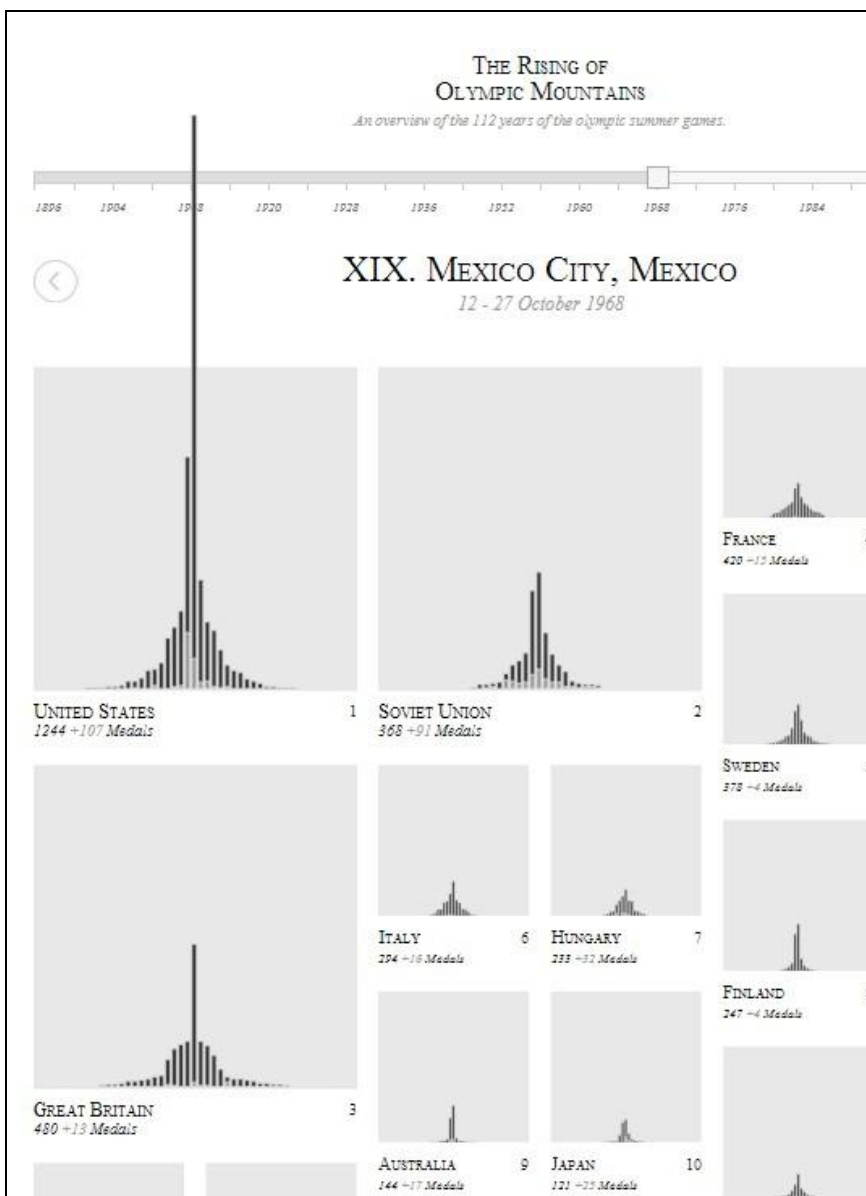 THE RISING OF
OLYMPIC MOUNTAINS
An overview of the 112 years of the olympic summer games.
1896 1904 1920 1928 1936 1952 1960 1968 1976 1984
XIX. MEXICO CITY, MEXICO
12 - 27 October 1968
UNITED STATES 1
1244 +107 Medals
SOVIET UNION 2
368 +91 Medals
FRANCE
420 +15 Medals
SWEDEN
378 +4 Medals
GREAT BRITAIN 3
480 +13 Medals
ITALY 6
294 +16 Medals
HUNGARY 7
233 +32 Medals
FINLAND
247 +4 Medals
AUSTRALIA 9
144 +17 Medals
JAPAN 10
121 +25 Medals